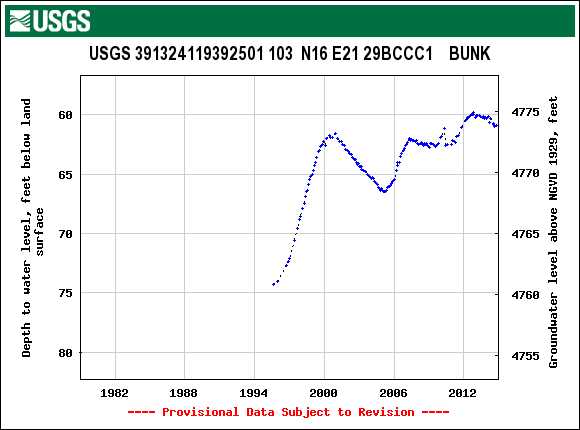 USGS
USGS 391324119392501 103 N16 E21 29BCCC1 BUNK
Depth to water level, feet below land
surface
60
65
70
75
80
4775
4770
4765
4760
4755
Groundwater level above NGVD 1929, feet
1982 1988 1994 2000 2006 2012
---- Provisional Data Subject to Revision ----